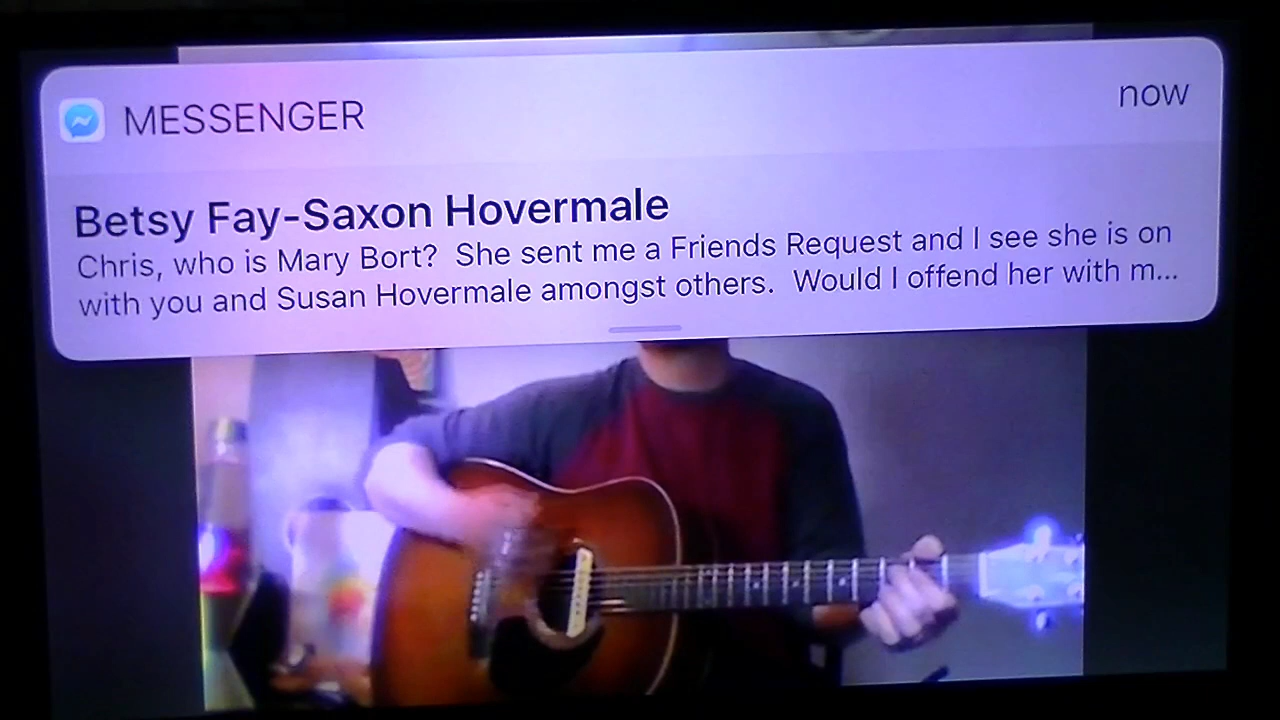 MESSENGER
now
Betsy Fay-Saxon Hovermale
Chris, who is Mary Bort?  She sent me a Friends Request and I see she is on
with you and Susan Hovermale amongst others.  Would I offend her with m...